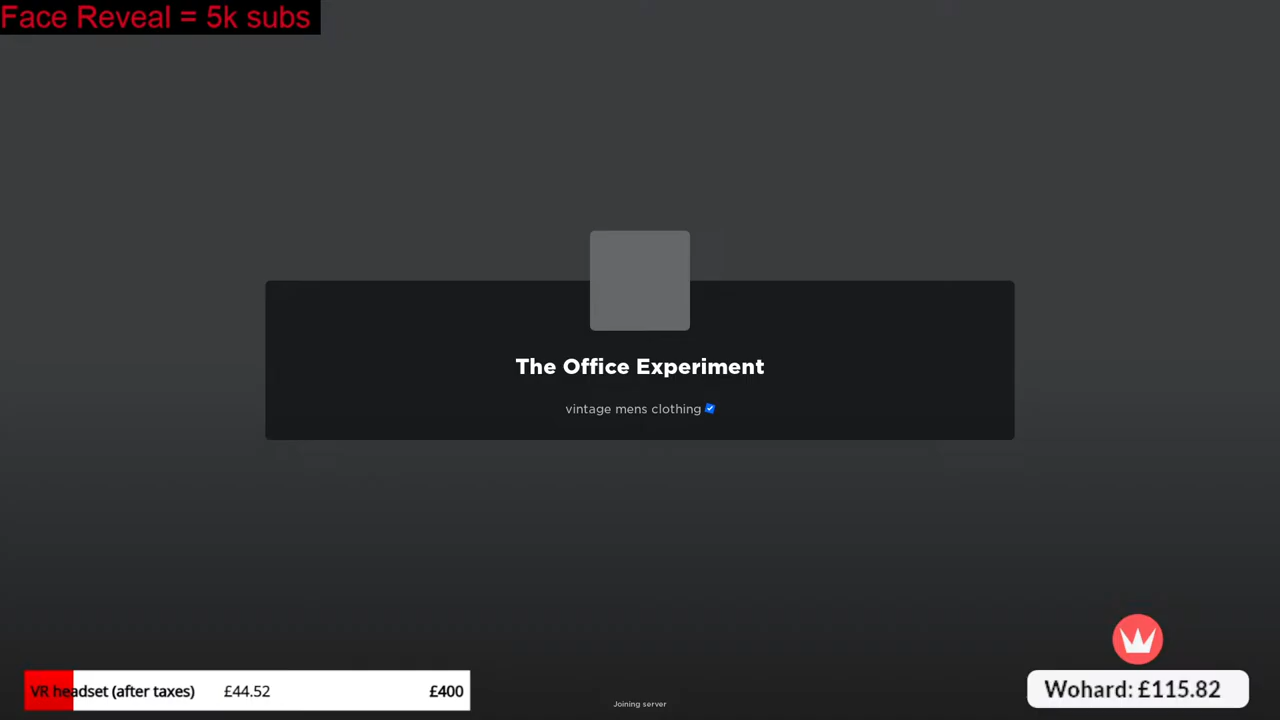 Face Reveal = 5k subs
The Office Experiment
vintage mens clothing
VR headset (after taxes) £44.52 £400
Wohard: £115.82
Joining server